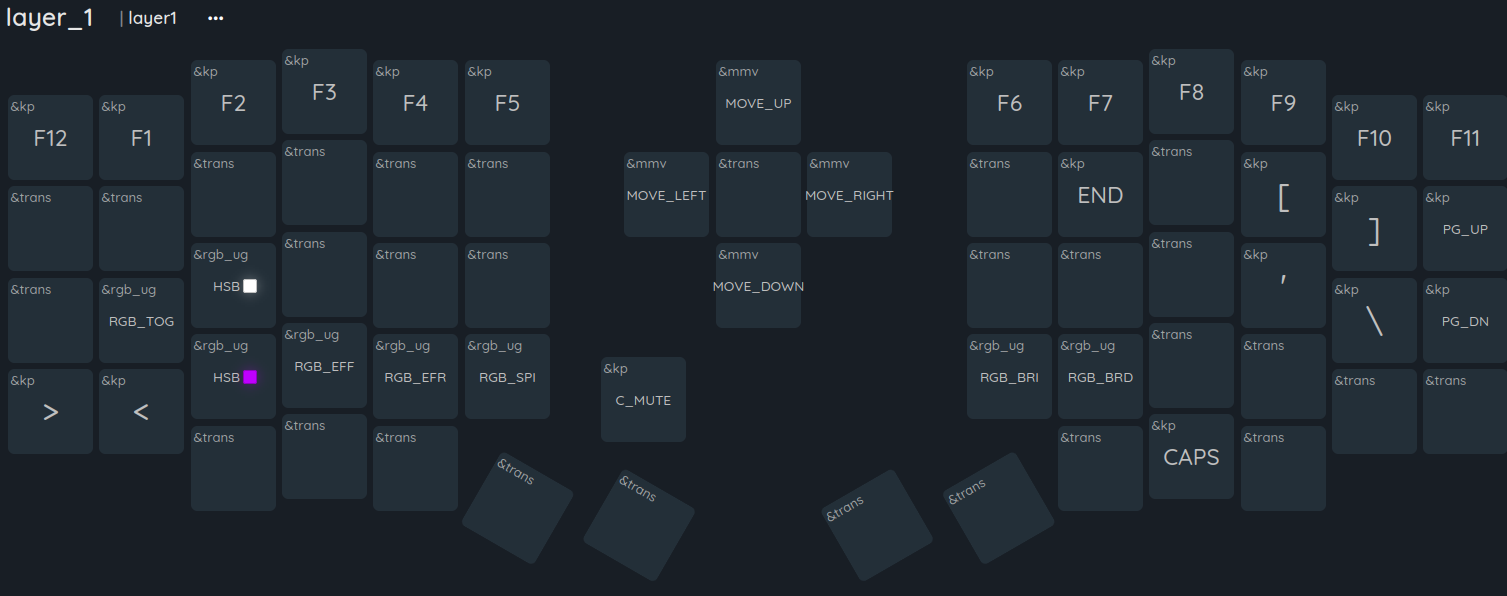 layer_1 | layer1 •••
&kp &kp &kp &kp &kp &kp &mmv &kp &kp &kp &kp &kp &kp
F12 F1 F2 F3 F4 F5 MOVE_UP F6 F7 F8 F9 F10 F11
&trans &trans &trans &trans &trans &trans &mmv &trans &mmv &trans &kp &trans &kp &kp &kp
MOVE_LEFT MOVE_RIGHT END [ ] PG_UP
&trans &rgb_ug &rgb_ug &trans &trans &trans &mmv &trans &trans &trans &kp &kp &kp
RGB_TOG HSB MOVE_DOWN ' \ PG_DN
&kp &kp &rgb_ug &rgb_ug &rgb_ug &rgb_ug &kp &rgb_ug &rgb_ug &trans &trans &trans &trans
> < HSB RGB_EFF RGB_EFR RGB_SPI C_MUTE RGB_BRI RGB_BRD
&trans &trans &trans &trans &trans &trans &trans &trans &kp &trans
CAPS